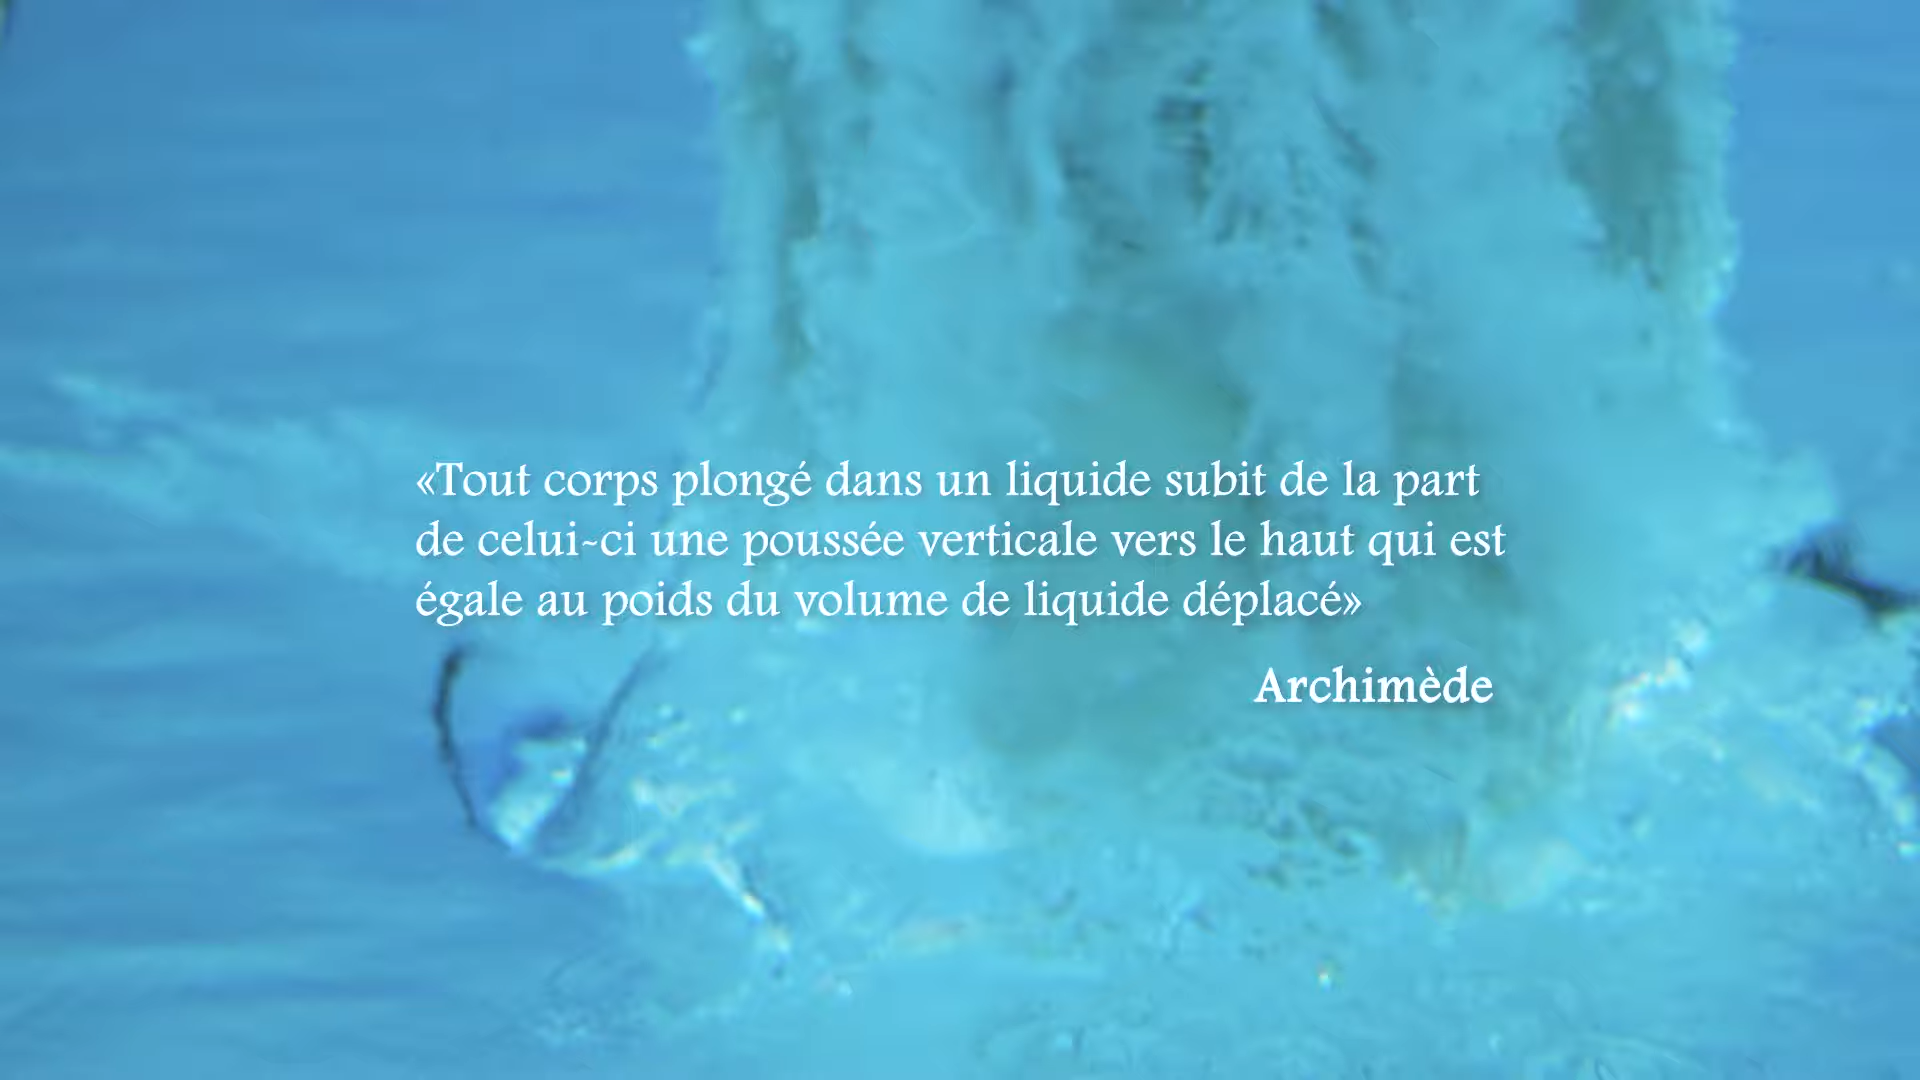 «Tout corps plongé dans un liquide subit de la part
de celui-ci une poussée verticale vers le haut qui est
égale au poids du volume de liquide déplacé»
Archimède